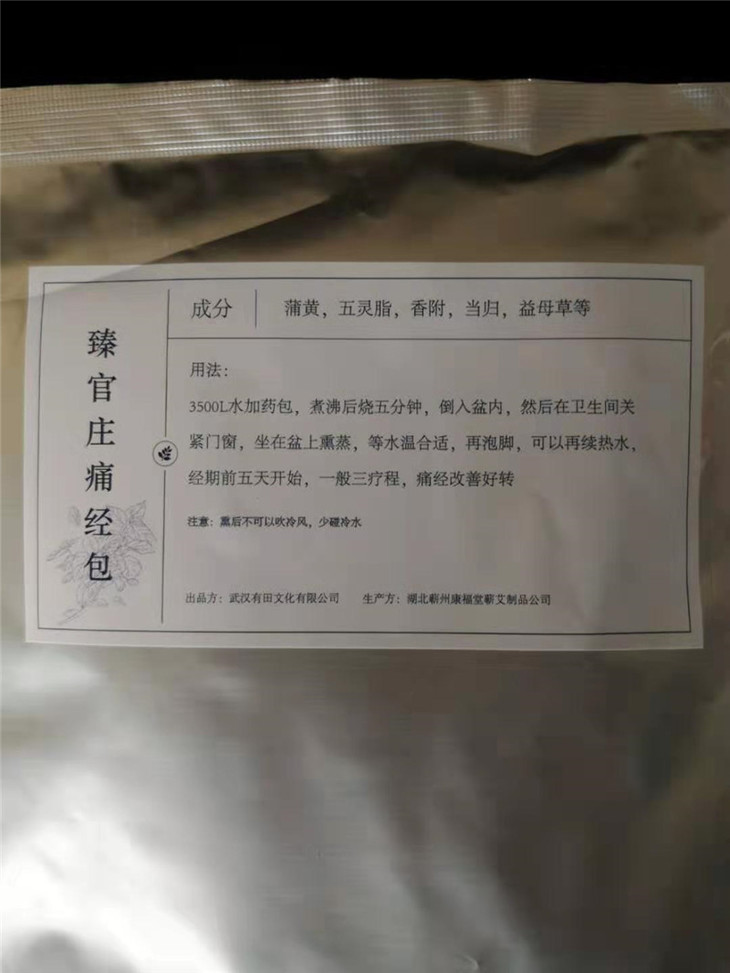 臻官庄痛经包
成分
蒲黄，五灵脂，香附，当归，益母草等
用法：
3500L水加药包，煮沸后烧五分钟，倒入盆内，然后在卫生间关
紧门窗，坐在盆上熏蒸，等水温合适，再泡脚，可以再续热水，
经期前五天开始，一般三疗程，痛经改善好转
注意：熏后不可以吹冷风，少碰冷水
出品方：武汉有田文化有限公司 生产方：湖北蕲州康福堂蕲艾制品公司